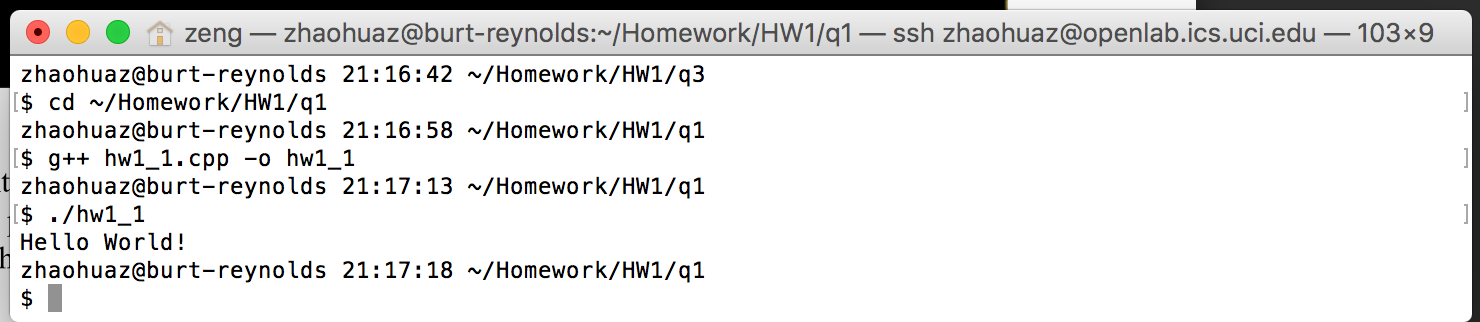 zeng — zhaohuaz@burt-reynolds:~/Homework/HW1/q1 — ssh zhaohuaz@openlab.ics.uci.edu — 103×9
zhaohuaz@burt-reynolds 21:16:42 ~/Homework/HW1/q3
[$ cd ~/Homework/HW1/q1 ]
zhaohuaz@burt-reynolds 21:16:58 ~/Homework/HW1/q1
[$ g++ hw1_1.cpp -o hw1_1 ]
zhaohuaz@burt-reynolds 21:17:13 ~/Homework/HW1/q1
[$ ./hw1_1 ]
Hello World!
zhaohuaz@burt-reynolds 21:17:18 ~/Homework/HW1/q1
$